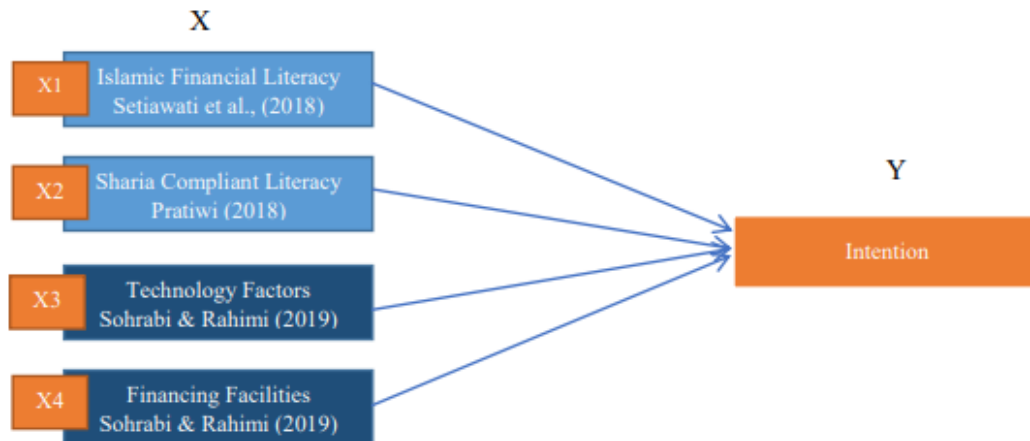 X
X1
Islamic Financial Literacy
Setiawati et al., (2018)
X2
Sharia Compliant Literacy
Pratiwi (2018)
X3
Technology Factors
Sohrabi & Rahimi (2019)
X4
Financing Facilities
Sohrabi & Rahimi (2019)
Y
Intention